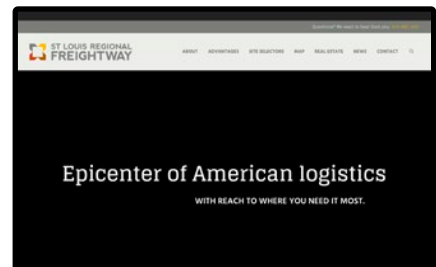 ST LOUIS REGIONAL
FREIGHTWAY
ABOUT ADVANTAGES SITE SELECTORS MAP REAL ESTATE NEWS CONTACT
Epicenter of American logistics
WITH REACH TO WHERE YOU NEED IT MOST.